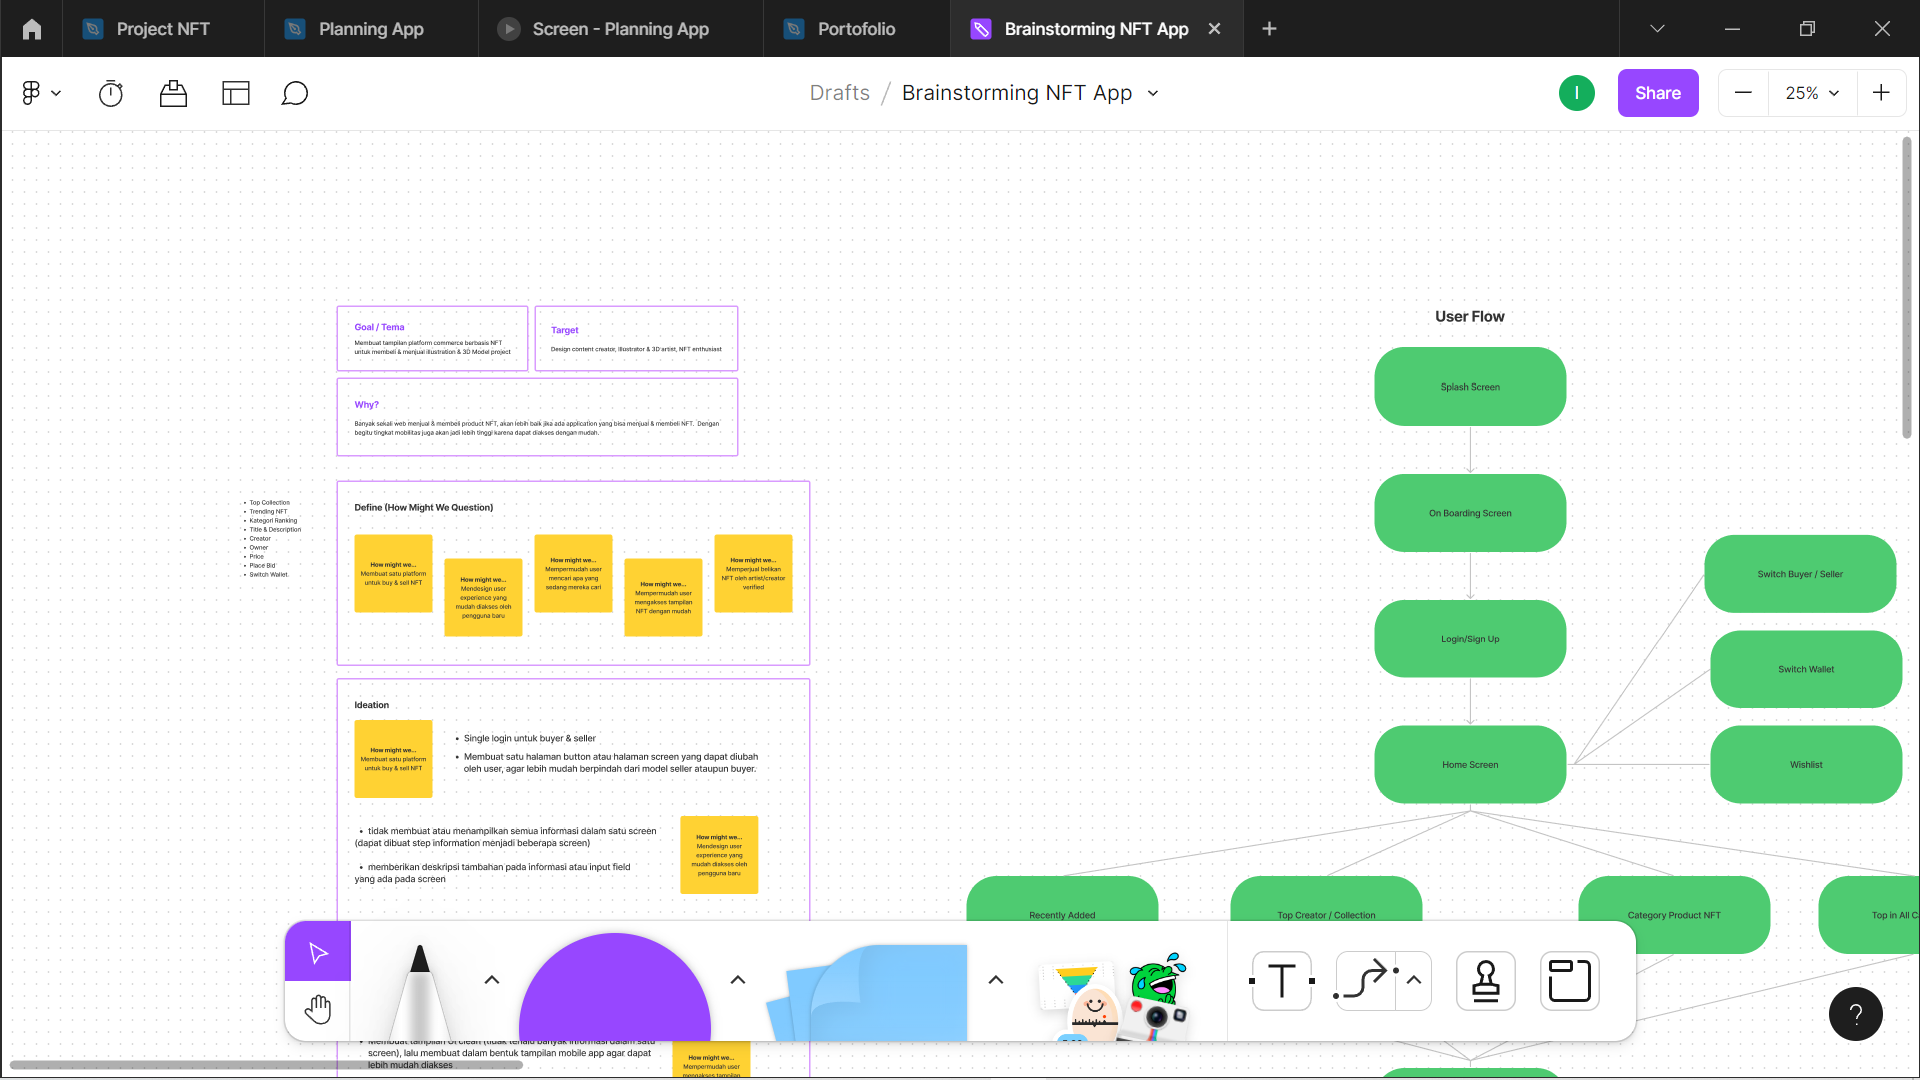 Project NFT
Planning App
Screen - Planning App
Portofolio
Brainstorming NFT App
Drafts / Brainstorming NFT App
I
Share
25%
Goal / Tema
Membuat tampilan platform commerce berbasis NFT
untuk membeli & menjual illustration & 3D Model project
Target
Design content creator, illustrator & 3D artist, NFT enthusiast
Why?
Banyak sekali web menjual & membeli product NFT, akan lebih baik jika ada application yang bisa menjual & membeli NFT. Dengan
begitu tingkat mobilitas juga akan jadi lebih tinggi karena dapat diakses dengan mudah.
• Top Collection
• Trending NFT
• Kategori Ranking
• Title & Description
• Creator
• Owner
• Price
• Place Bid
• Switch Wallet
Define (How Might We Question)
How might we...
Membuat satu platform
untuk buy & sell NFT
How might we...
Mendesign user
experience yang
mudah diakses oleh
pengguna baru
How might we...
Mempermudah user
mencari apa yang
sedang mereka cari
How might we...
Mempermudah user
mengakses tampilan
NFT dengan mudah
How might we...
Memperjual belikan
NFT oleh artist/creator
verified
Ideation
How might we...
Membuat satu platform
untuk buy & sell NFT
• Single login untuk buyer & seller
• Membuat satu halaman button atau halaman screen yang dapat diubah
oleh user, agar lebih mudah berpindah dari model seller ataupun buyer.
• tidak membuat atau menampilkan semua informasi dalam satu screen
(dapat dibuat step information menjadi beberapa screen)
• memberikan deskripsi tambahan pada informasi atau input field
yang ada pada screen
How might we...
Mendesign user
experience yang
mudah diakses oleh
pengguna baru
• Membuat tampilan UI clean (tidak terlalu banyak informasi dalam satu
screen), lalu membuat dalam bentuk tampilan mobile app agar dapat
lebih mudah diakses
How might we...
Mempermudah user
mengakses tampilan
User Flow
Splash Screen
On Boarding Screen
Login/Sign Up
Home Screen
Switch Buyer / Seller
Switch Wallet
Wishlist
Recently Added
Top Creator / Collection
Category Product NFT
Top in All C
T
?